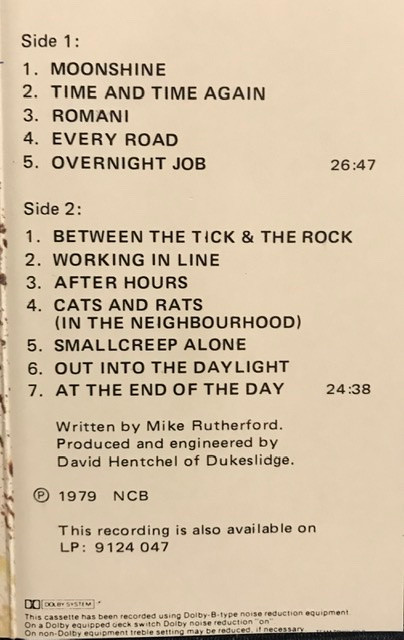 Side 1:
1. MOONSHINE
2. TIME AND TIME AGAIN
3. ROMANI
4. EVERY ROAD
5. OVERNIGHT JOB 26:47
Side 2:
1. BETWEEN THE TICK & THE ROCK
2. WORKING IN LINE
3. AFTER HOURS
4. CATS AND RATS
(IN THE NEIGHBOURHOOD)
5. SMALLCREEP ALONE
6. OUT INTO THE DAYLIGHT
7. AT THE END OF THE DAY 24:38
Written by Mike Rutherford.
Produced and engineered by
David Hentchel of Dukeslidge.
℗ 1979 NCB
This recording is also available on
LP: 9124 047
DOLBY SYSTEM
This cassette has been recorded using Dolby-B-type noise reduction equipment
On a Dolby equipped deck switch Dolby noise reduction "on"
On non-Dolby equipment treble setting may be reduced, if necessary